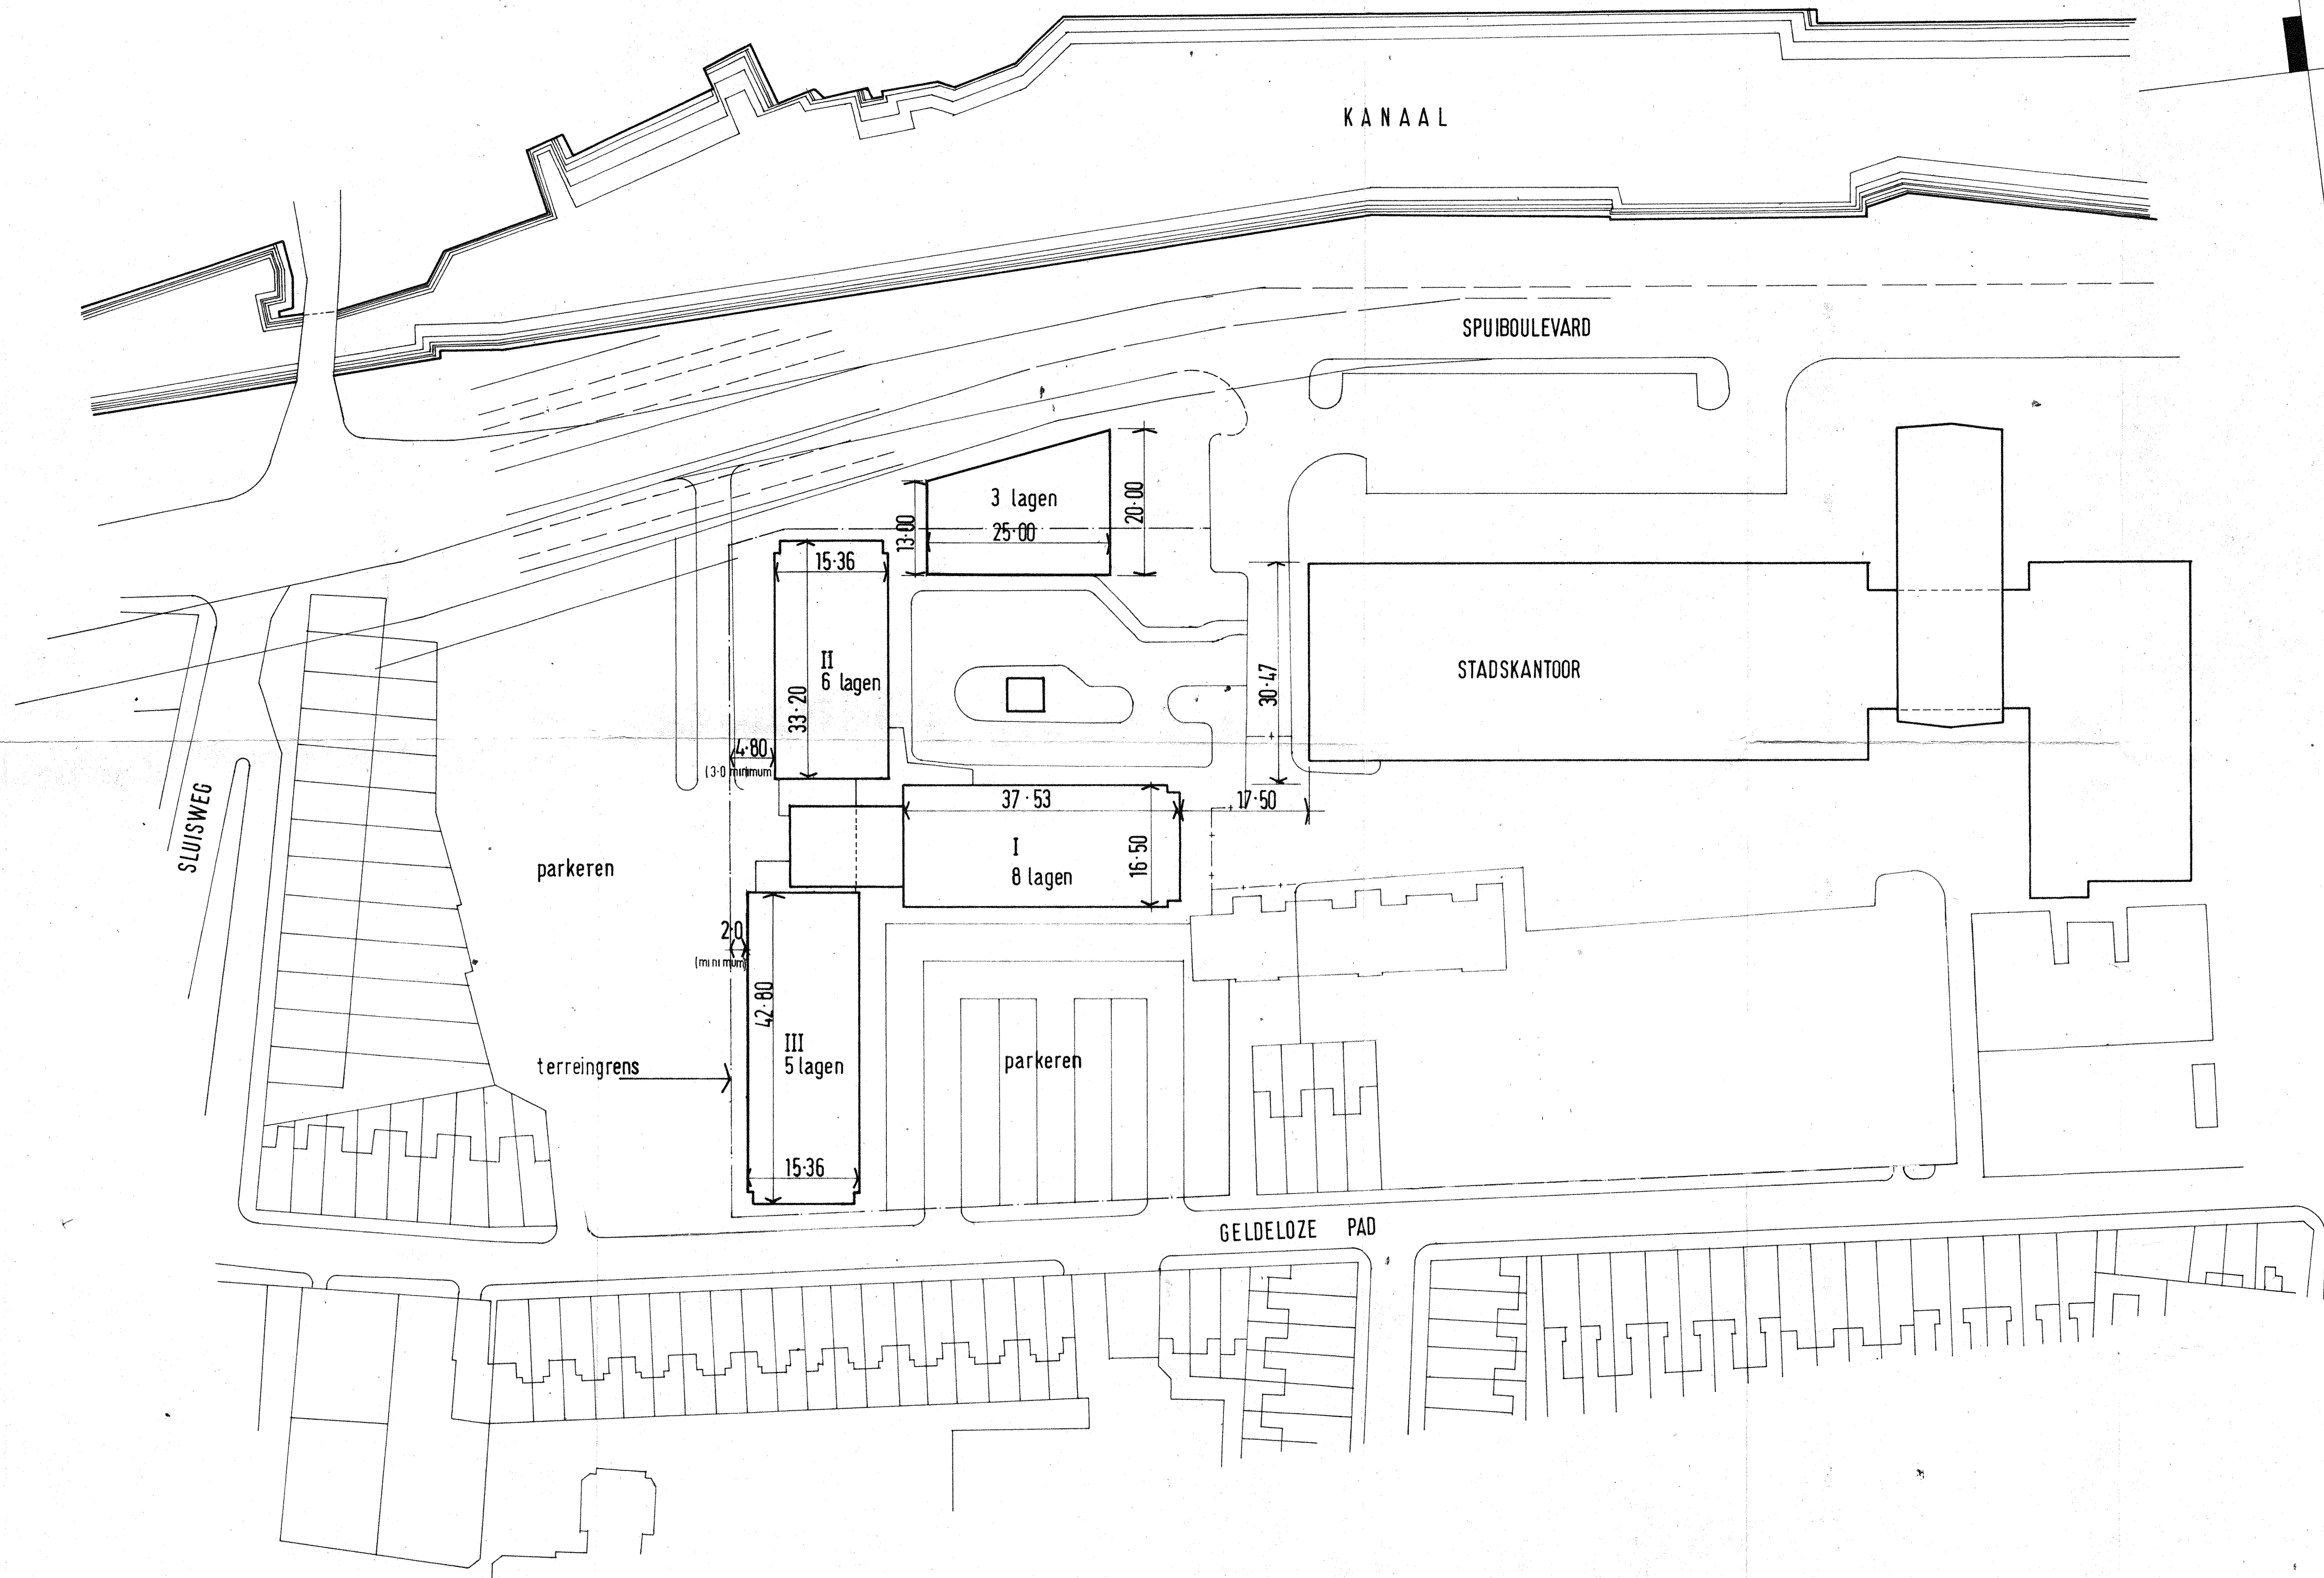 KANAAL
SPUIBOULEVARD
3 lagen
25·00
13·00
20·00
15·36
II
6 lagen
33·20
4·80
(3·0 minimum
30·47
STADSKANTOOR
SLUISWEG
37·53
17·50
I
8 lagen
16·50
parkeren
2·0
(minimum)
42·80
III
5 lagen
terreingrens
parkeren
15·36
GELDELOZE PAD